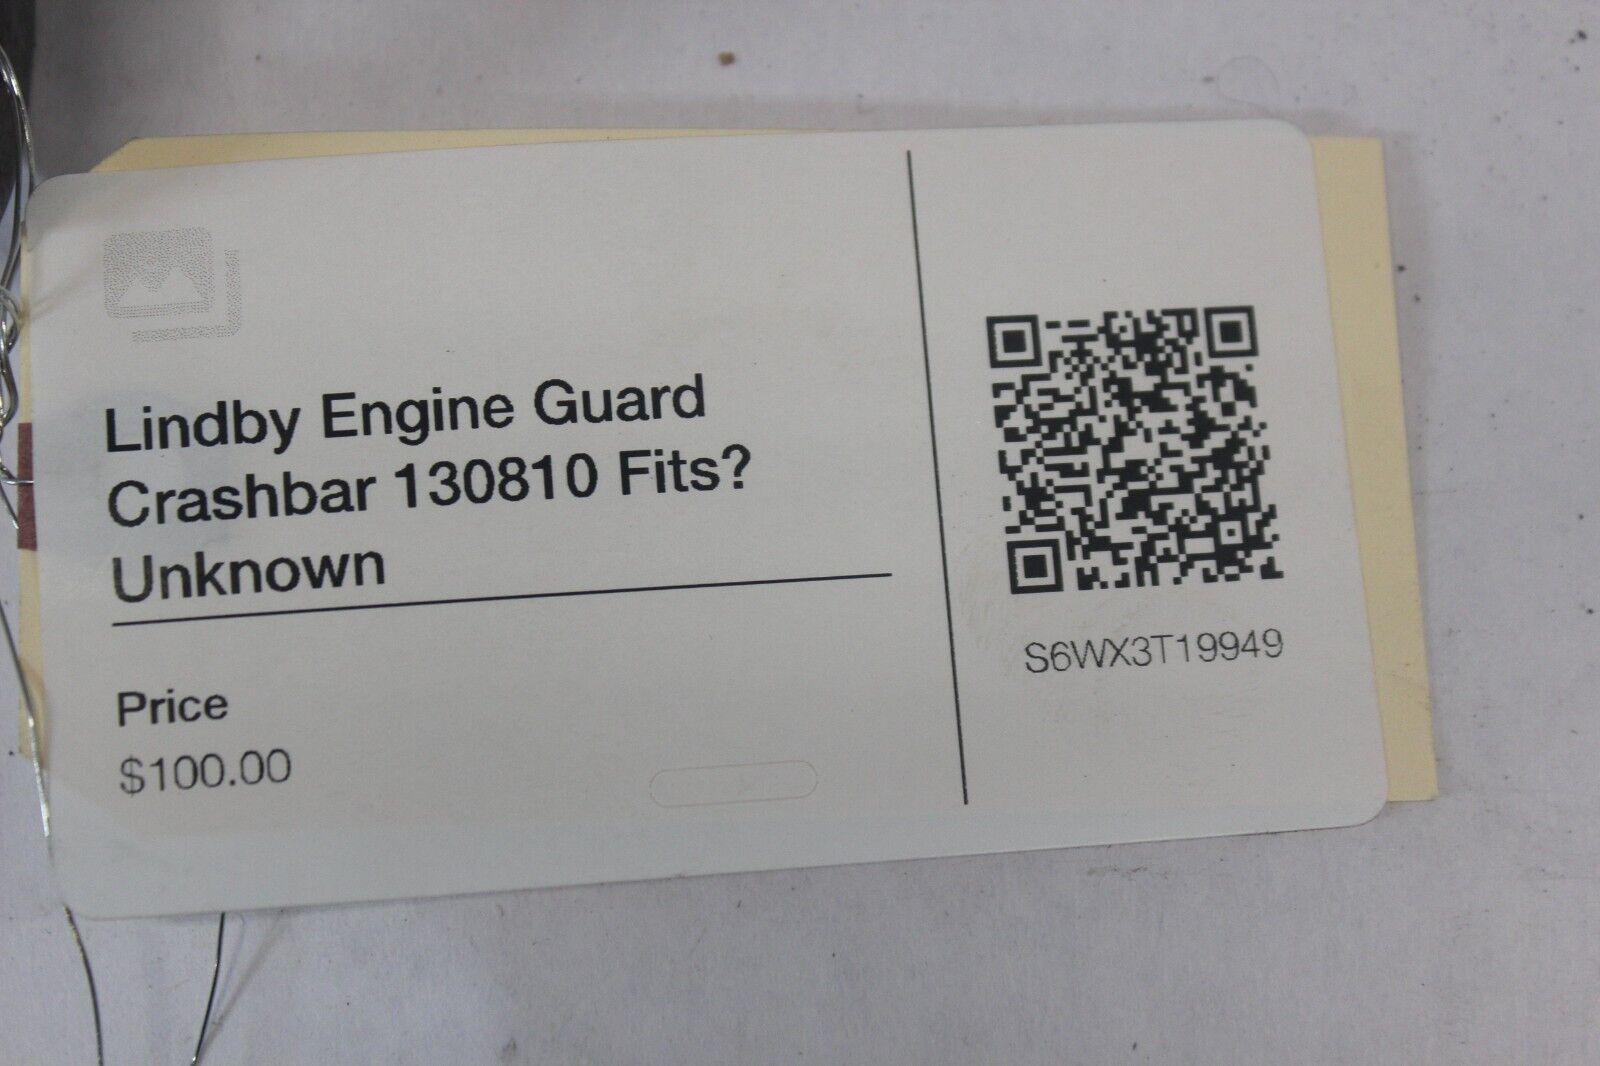 Lindby Engine Guard
Crashbar 130810 Fits?
Unknown
Price
$100.00
S6WX3T19949